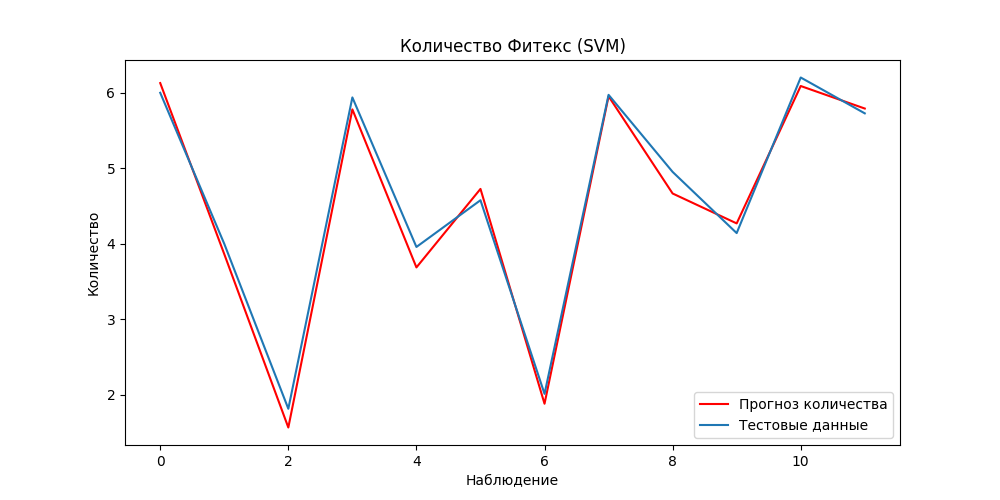 Количество Фитекс (SVM)
Количество
6
5
4
3
2
0 2 4 6 8 10
Наблюдение
Прогноз количества
Тестовые данные